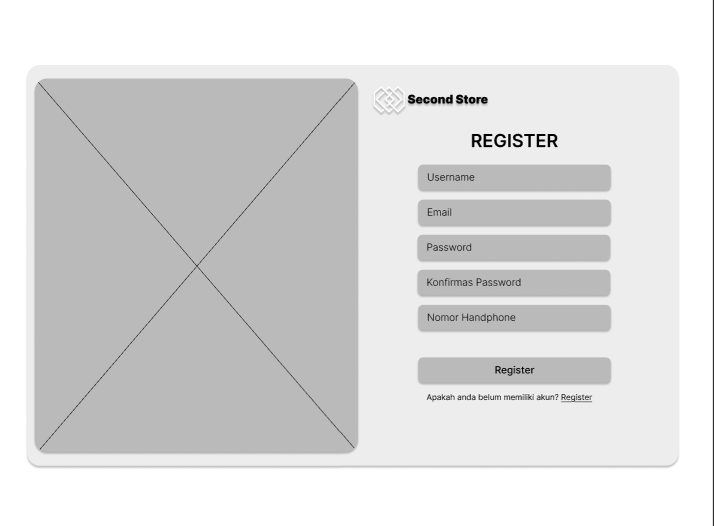 Second Store
REGISTER
Username
Email
Password
Konfirmas Password
Nomor Handphone
Register
Apakah anda belum memiliki akun? Register